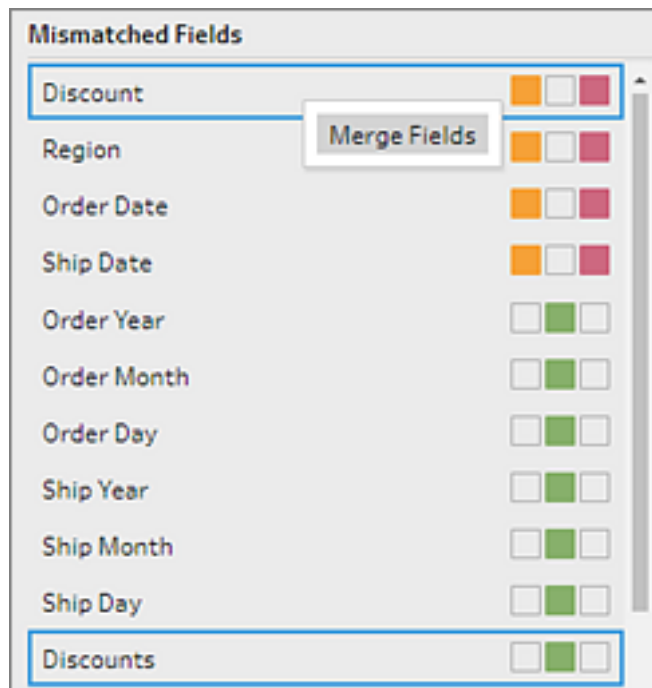 Mismatched Fields
Discount
Merge Fields
Region
Order Date
Ship Date
Order Year
Order Month
Order Day
Ship Year
Ship Month
Ship Day
Discounts